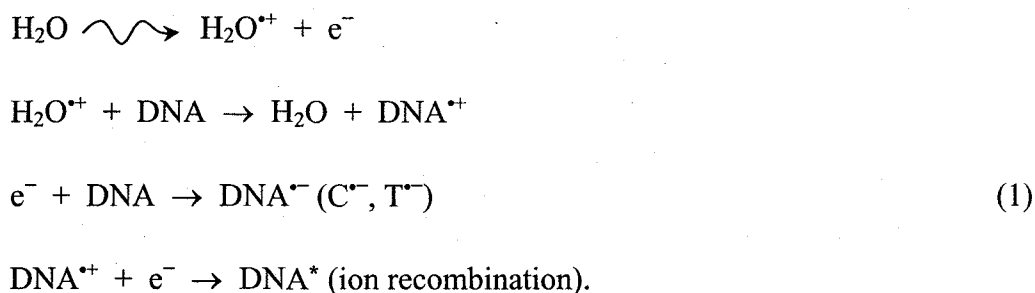 H₂O ⇝ H₂O•⁺ + e⁻
H₂O•⁺ + DNA → H₂O + DNA•⁺
e⁻ + DNA → DNA•⁻ (C•⁻, T•⁻) (1)
DNA•⁺ + e⁻ → DNA* (ion recombination).